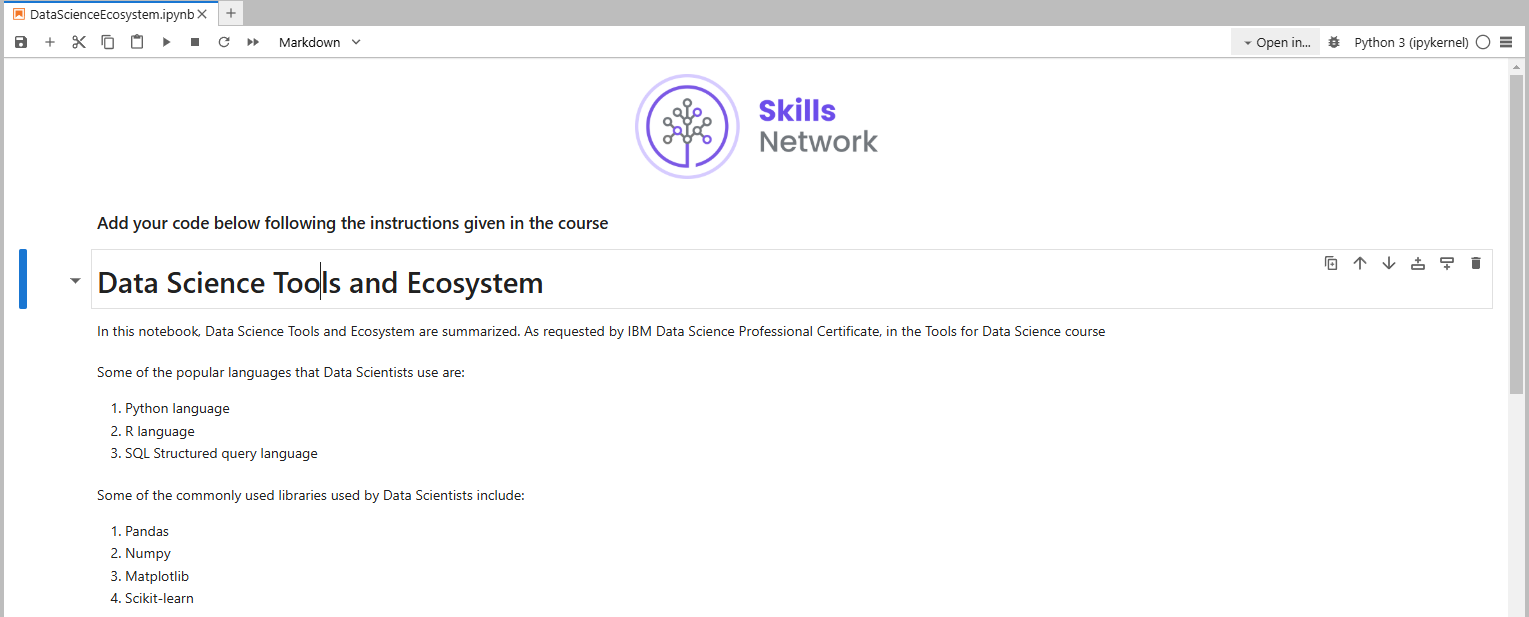 DataScienceEcosystem.ipynb
Markdown
Open in...
Python 3 (ipykernel)
Skills
Network
Add your code below following the instructions given in the course
Data Science Tools and Ecosystem
In this notebook, Data Science Tools and Ecosystem are summarized. As requested by IBM Data Science Professional Certificate, in the Tools for Data Science course
Some of the popular languages that Data Scientists use are:
1. Python language
2. R language
3. SQL Structured query language
Some of the commonly used libraries used by Data Scientists include:
1. Pandas
2. Numpy
3. Matplotlib
4. Scikit-learn